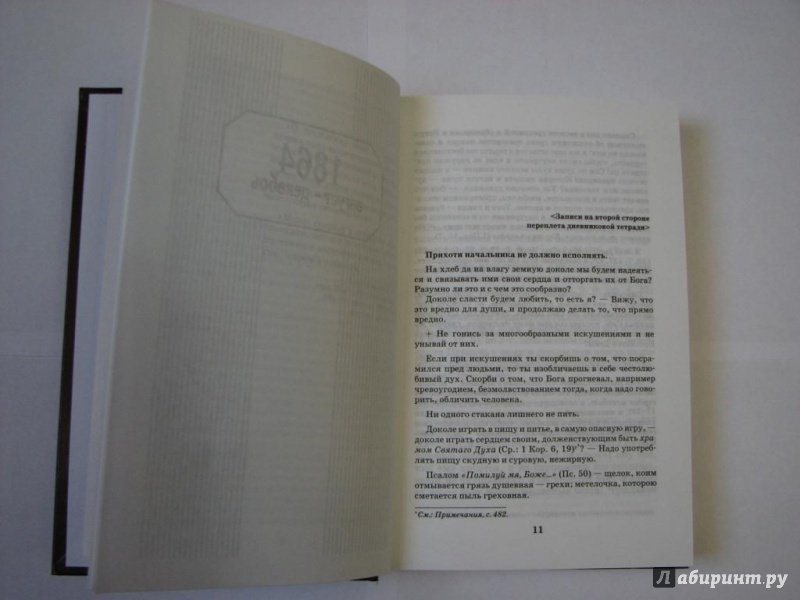 1864
<Записи на второй стороне
переплета дневниковой тетради>
Прихоти начальника не должно исполнять.
На хлеб да на влагу земную доколе мы будем надеять-
ся и связывать ими свои сердца и отторгать их от Бога?
Разумно ли это и с чем это сообразно?
Доколе сласти будем любить, то есть я? — Вижу, что
это вредно для души, и продолжаю делать то, что прямо
вредно.
+ Не гонись за многообразными искушениями и не
унывай от них.
Если при искушениях ты скорбишь о том, что посра-
мился пред людьми, то ты изобличаешь в себе честолю-
бивый дух. Скорби о том, что Бога прогневал, например
чревоугодием, безмолвствованием тогда, когда надо гово-
рить, обличить человека.
Ни одного стакана лишнего не пить.
Доколе играть в пищу и питье, в самую опасную игру, —
доколе играть сердцем своим, долженствующим быть хра-
мом Святаго Духа (Ср.: 1 Кор. 6, 19)*? — Надо употреб-
лять пищу скудную и суровую, нежирную.
Псалом «Помилуй мя, Боже...» (Пс. 50) — щелок, коим
отмывается грязь душевная — грехи; метелочка, которою
сметается пыль греховная.
*См.: Примечания, с. 482.
11
Лабиринт.ру